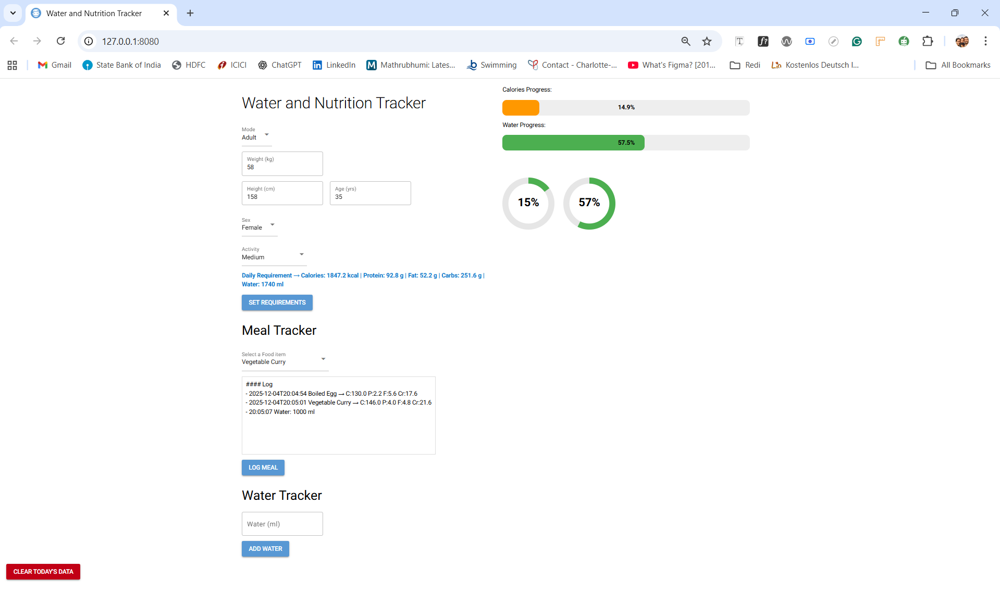 Water and Nutrition Tracker
127.0.0.1:8080
Gmail
State Bank of India
HDFC
ICICI
ChatGPT
LinkedIn
Mathrubhumi: Lates...
Swimming
Contact - Charlotte-...
What's Figma? [201...
Redi
Kostenlos Deutsch l...
All Bookmarks
Water and Nutrition Tracker
Mode
Adult
Weight (kg)
58
Height (cm)
158
Age (yrs)
35
Sex
Female
Activity
Medium
Daily Requirement → Calories: 1847.2 kcal | Protein: 92.8 g | Fat: 52.2 g | Carbs: 251.6 g |
Water: 1740 ml
SET REQUIREMENTS
Meal Tracker
Select a Food item
Vegetable Curry
#### Log
- 2025-12-04T20:04:54 Boiled Egg → C:130.0 P:2.2 F:5.6 Cr:17.6
- 2025-12-04T20:05:01 Vegetable Curry → C:146.0 P:4.0 F:4.8 Cr:21.6
- 20:05:07 Water: 1000 ml
LOG MEAL
Water Tracker
Water (ml)
ADD WATER
CLEAR TODAY'S DATA
Calories Progress:
14.9%
Water Progress:
57.5%
15%
57%